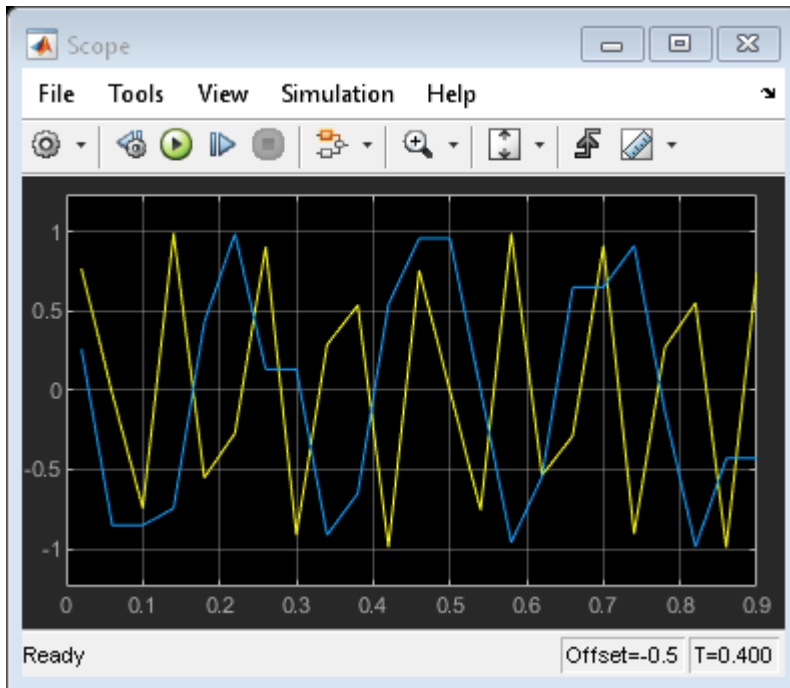 Scope
File Tools View Simulation Help
1
0.5
0
-0.5
-1
0 0.1 0.2 0.3 0.4 0.5 0.6 0.7 0.8 0.9
Ready Offset=-0.5 T=0.400